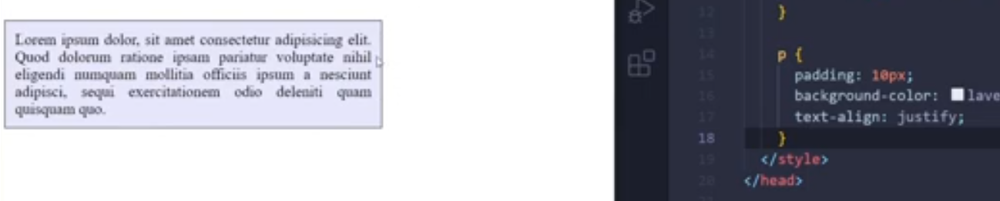 Lorem ipsum dolor, sit amet consectetur adipisicing elit.
Quod dolorum ratione ipsam pariatur voluptate nihil
eligendi numquam mollitia officiis ipsum a nesciunt
adipisci, sequi exercitationem odio deleniti quam
quisquam quo.
12 }
13
14 p {
15 padding: 10px;
16 background-color: lave
17 text-align: justify;
18 }
19 </style>
20 </head>